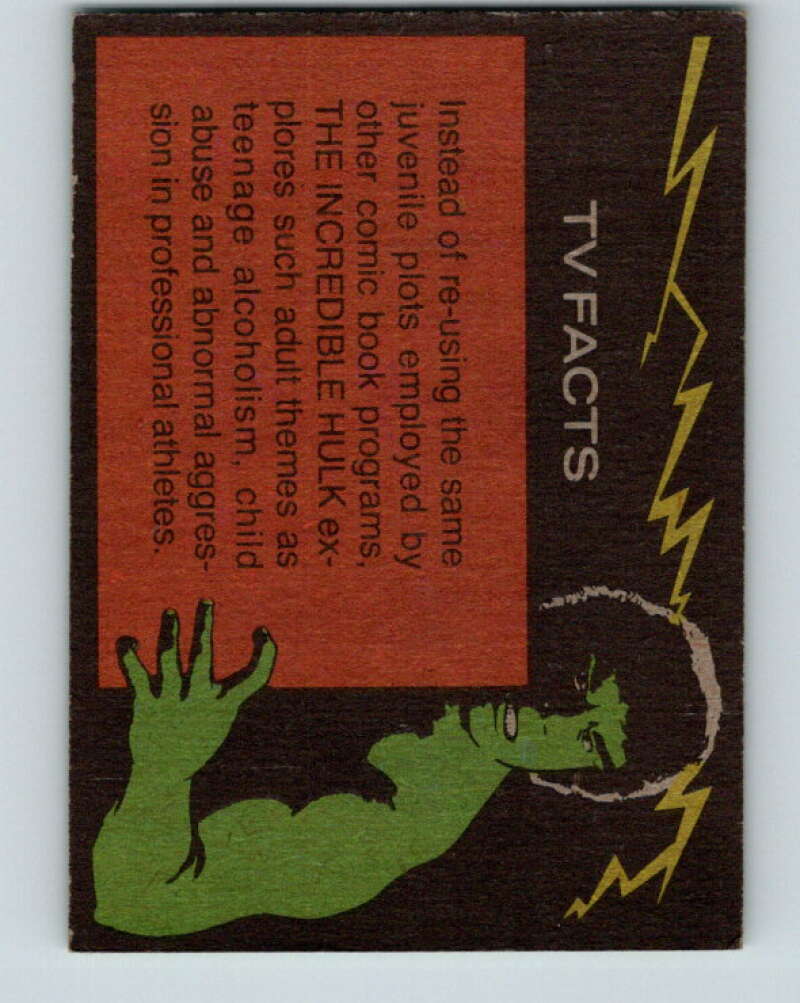 TV FACTS
Instead of re-using the same
juvenile plots employed by
other comic book programs,
THE INCREDIBLE HULK ex-
plores such adult themes as
teenage alcoholism, child
abuse and abnormal aggres-
sion in professional athletes.